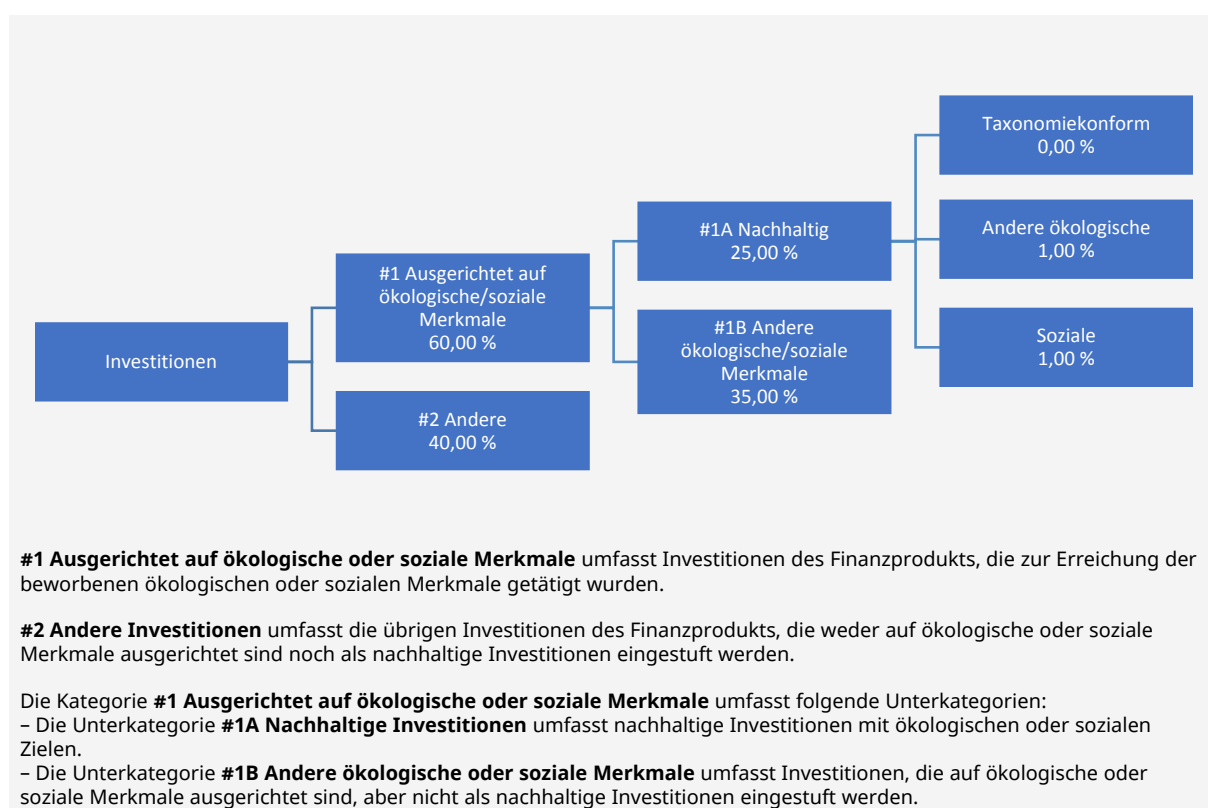 Investitionen
#1 Ausgerichtet auf
ökologische/soziale
Merkmale
60,00 %
#2 Andere
40,00 %
#1A Nachhaltig
25,00 %
#1B Andere
ökologische/soziale
Merkmale
35,00 %
Taxonomiekonform
0,00 %
Andere ökologische
1,00 %
Soziale
1,00 %
#1 Ausgerichtet auf ökologische oder soziale Merkmale umfasst Investitionen des Finanzprodukts, die zur Erreichung der
beworbenen ökologischen oder sozialen Merkmale getätigt wurden.
#2 Andere Investitionen umfasst die übrigen Investitionen des Finanzprodukts, die weder auf ökologische oder soziale
Merkmale ausgerichtet sind noch als nachhaltige Investitionen eingestuft werden.
Die Kategorie #1 Ausgerichtet auf ökologische oder soziale Merkmale umfasst folgende Unterkategorien:
– Die Unterkategorie #1A Nachhaltige Investitionen umfasst nachhaltige Investitionen mit ökologischen oder sozialen
Zielen.
– Die Unterkategorie #1B Andere ökologische oder soziale Merkmale umfasst Investitionen, die auf ökologische oder
soziale Merkmale ausgerichtet sind, aber nicht als nachhaltige Investitionen eingestuft werden.